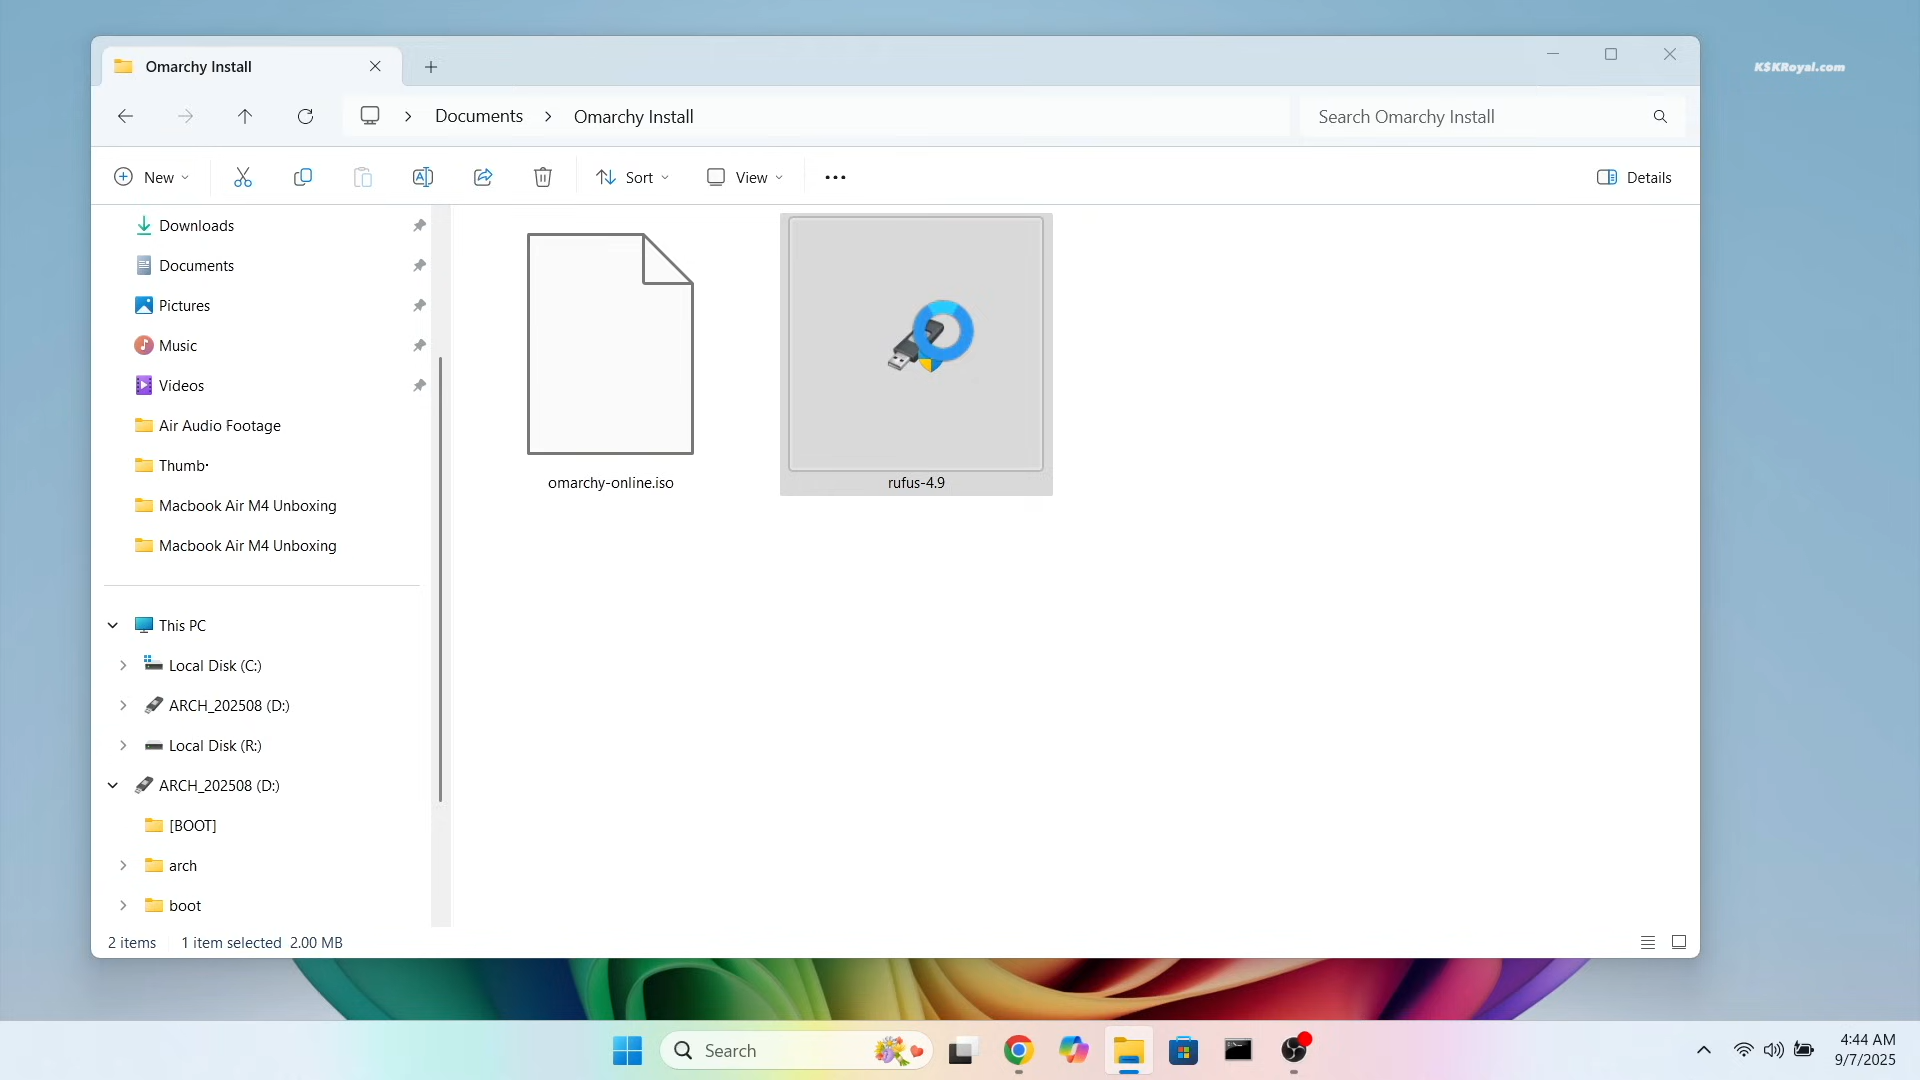 Omarchy Install
KSKRoyal.com
Documents
Omarchy Install
Search Omarchy Install
New
Sort
View
Details
Downloads
Documents
Pictures
Music
Videos
Air Audio Footage
Thumb
Macbook Air M4 Unboxing
Macbook Air M4 Unboxing
This PC
Local Disk (C:)
ARCH_202508 (D:)
Local Disk (R:)
ARCH_202508 (D:)
[BOOT]
arch
boot
omarchy-online.iso
rufus-4.9
2 items
1 item selected 2.00 MB
Search
4:44 AM
9/7/2025